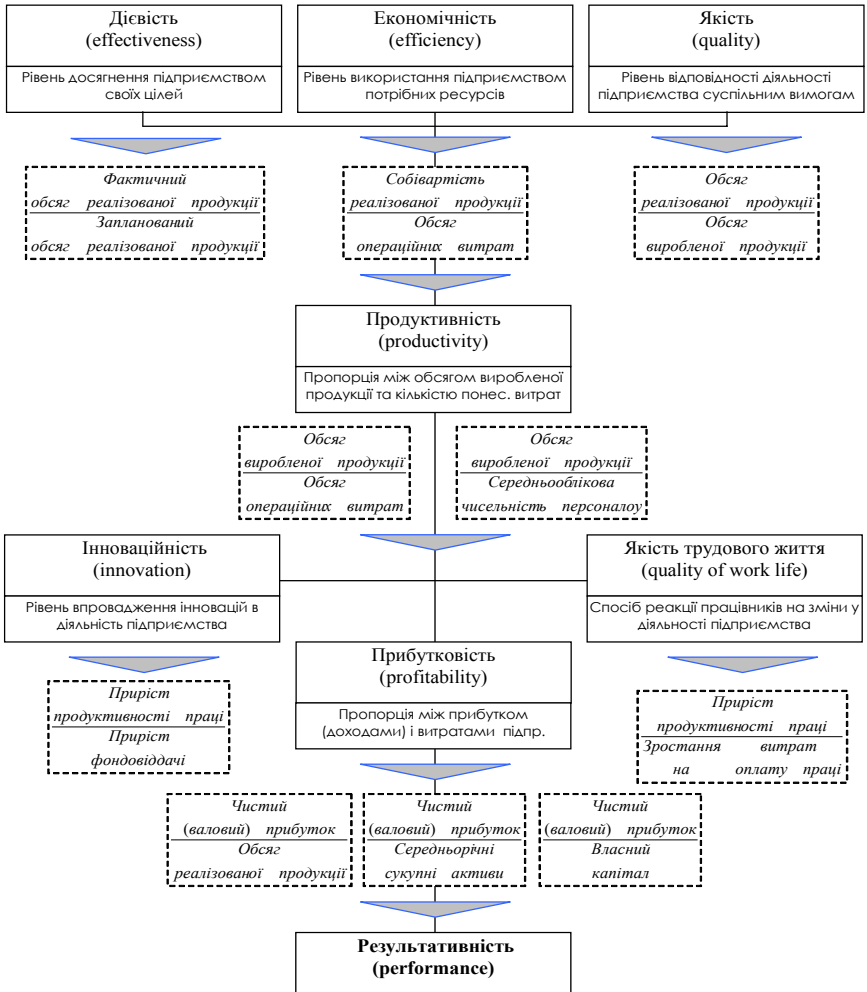 Дієвість
(effectiveness)
Рівень досягнення підприємством
своїх цілей
Економічність
(efficiency)
Рівень використання підприємством
потрібних ресурсів
Якість
(quality)
Рівень відповідності діяльності
підприємства суспільним вимогам
Фактичний
обсяг реалізованої продукції
Запланований
обсяг реалізованої продукції
Собівартість
реалізованої продукції
Обсяг
операційних витрат
Обсяг
реалізованої продукції
Обсяг
виробленої продукції
Продуктивність
(productivity)
Пропорція між обсягом виробленої
продукції та кількістю понес. витрат
Обсяг
виробленої продукції
Обсяг
операційних витрат
Обсяг
виробленої продукції
Середньооблікова
чисельність персоналоу
Інноваційність
(innovation)
Рівень впровадження інновацій в
діяльність підприємства
Якість трудового життя
(quality of work life)
Спосіб реакції працівників на зміни у
діяльності підприємства
Прибутковість
(profitability)
Пропорція між прибутком
(доходами) і витратами підпр.
Приріст
продуктивності праці
Приріст
фондовіддачі
Приріст
продуктивності праці
Зростання витрат
на оплату праці
Чистий
(валовий) прибуток
Обсяг
реалізованої продукції
Чистий
(валовий) прибуток
Середньорічні
сукупні активи
Чистий
(валовий) прибуток
Власний
капітал
Результативність
(performance)